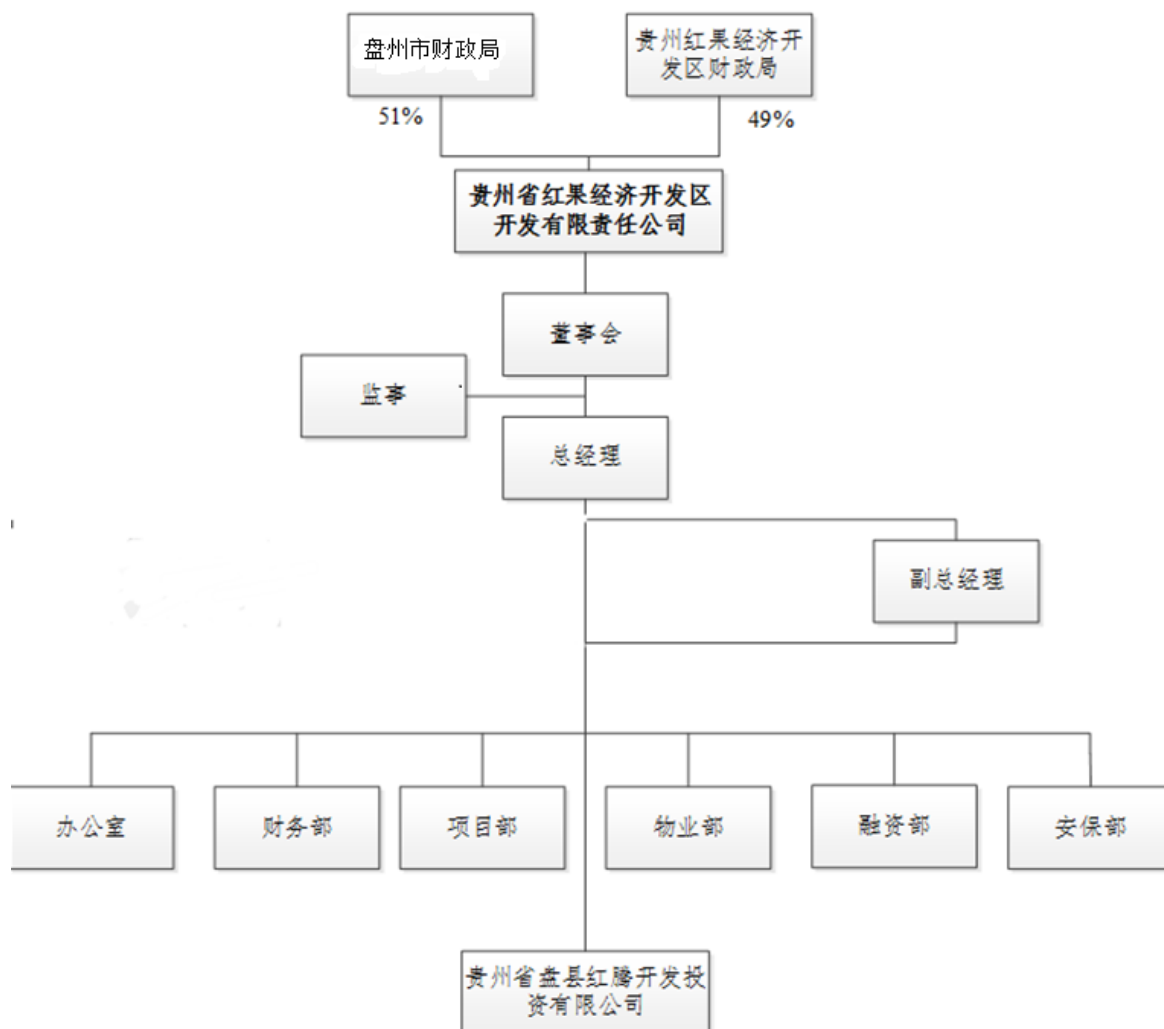 盘州市财政局
贵州红果经济开
发区财政局
51%
49%
贵州省红果经济开发区
开发有限责任公司
董事会
监事
总经理
副总经理
办公室
财务部
项目部
物业部
融资部
安保部
贵州省盘县红腾开发投
资有限公司